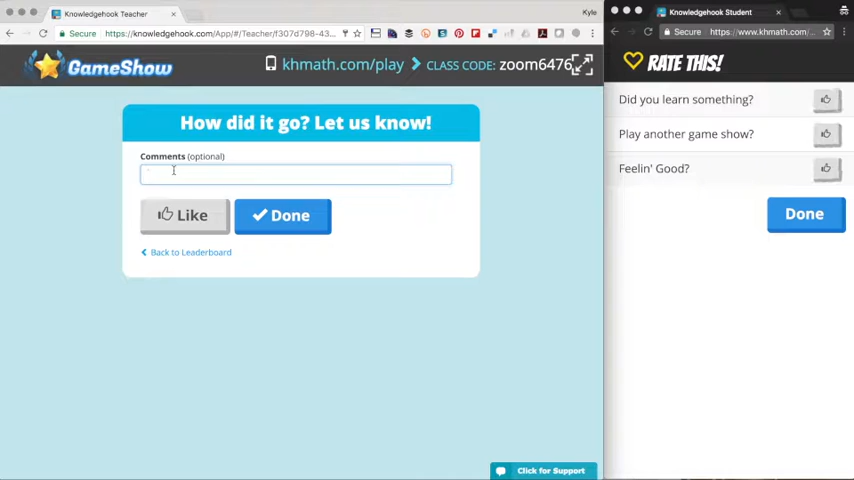 Knowledgehook Teacher
Kyle
Secure
https://knowledgehook.com/App/#/Teacher/f307d798-43...
GameShow
khmath.com/play
CLASS CODE: zoom6476
How did it go? Let us know!
Comments (optional)
Like
Done
Back to Leaderboard
Click for Support
Knowledgehook Student
Secure
https://www.khmath.com/...
RATE THIS!
Did you learn something?
Play another game show?
Feelin' Good?
Done